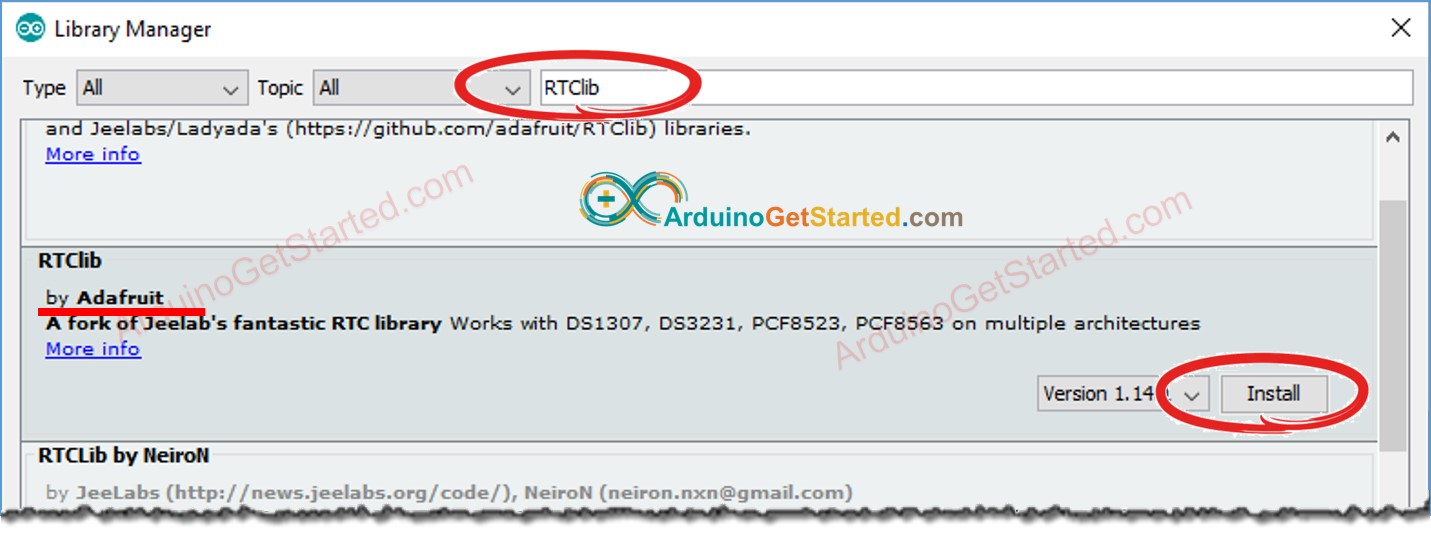 Library Manager
Type All Topic All RTClib
and Jeelabs/Ladyada's (https://github.com/adafruit/RTClib) libraries.
More info
ArduinoGetStarted.com
ArduinoGetStarted.com
ArduinoGetStarted.com
RTClib
by Adafruit
A fork of Jeelab's fantastic RTC library Works with DS1307, DS3231, PCF8523, PCF8563 on multiple architectures
More info
Version 1.14 Install
RTCLib by NeiroN
by JeeLabs (http://news.jeelabs.org/code/), NeiroN (neiron.nxn@gmail.com)